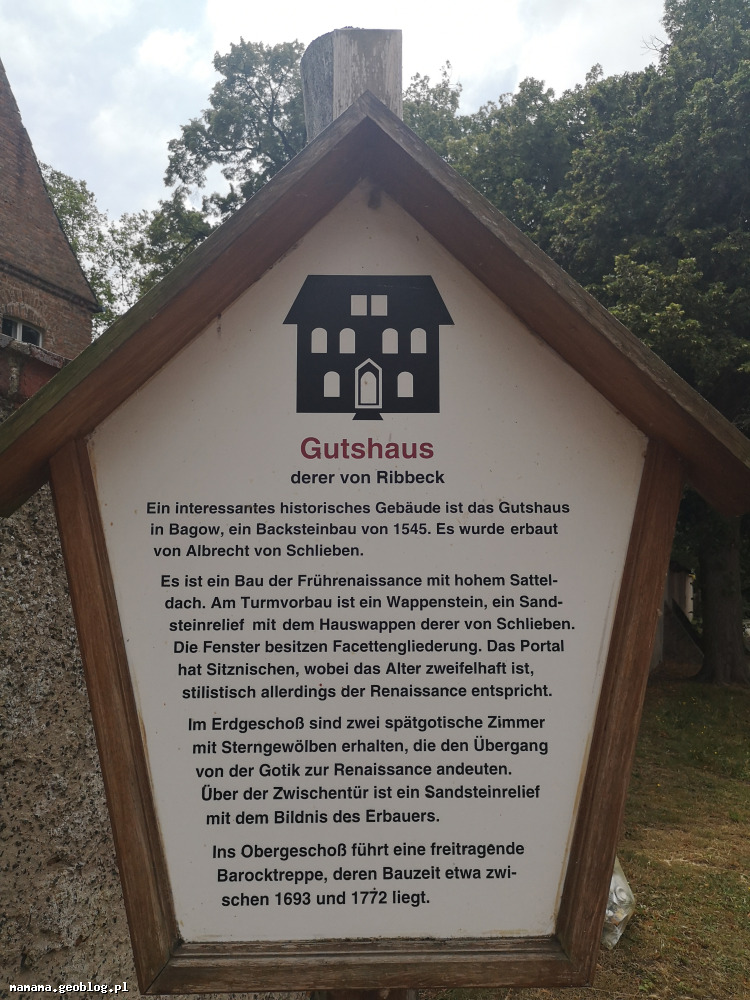 Gutshaus
derer von Ribbeck
Ein interessantes historisches Gebäude ist das Gutshaus
in Bagow, ein Backsteinbau von 1545. Es wurde erbaut
von Albrecht von Schlieben.
Es ist ein Bau der Frührenaissance mit hohem Sattel-
dach. Am Turmvorbau ist ein Wappenstein, ein Sand-
steinrelief mit dem Hauswappen derer von Schlieben.
Die Fenster besitzen Facettengliederung. Das Portal
hat Sitznischen, wobei das Alter zweifelhaft ist,
stilistisch allerdings der Renaissance entspricht.
Im Erdgeschoß sind zwei spätgotische Zimmer
mit Sterngewölben erhalten, die den Übergang
von der Gotik zur Renaissance andeuten.
Über der Zwischentür ist ein Sandsteinrelief
mit dem Bildnis des Erbauers.
Ins Obergeschoß führt eine freitragende
Barocktreppe, deren Bauzeit etwa zwi-
schen 1693 und 1772 liegt.
mamama.geoblog.pl